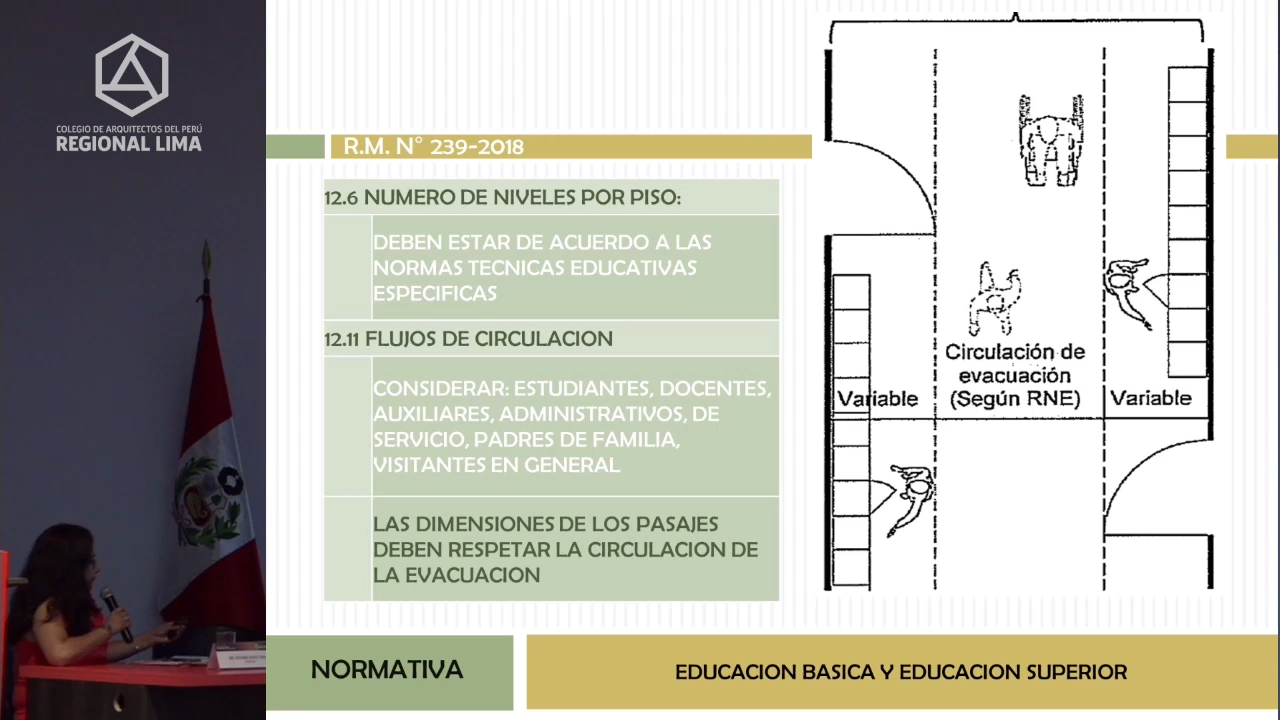 COLEGIO DE ARQUITECTOS DEL PERÚ
REGIONAL LIMA
R.M. N° 239-2018
12.6 NUMERO DE NIVELES POR PISO:
DEBEN ESTAR DE ACUERDO A LAS
NORMAS TECNICAS EDUCATIVAS
ESPECIFICAS
12.11 FLUJOS DE CIRCULACION
CONSIDERAR: ESTUDIANTES, DOCENTES,
AUXILIARES, ADMINISTRATIVOS, DE
SERVICIO, PADRES DE FAMILIA,
VISITANTES EN GENERAL
LAS DIMENSIONES DE LOS PASAJES
DEBEN RESPETAR LA CIRCULACION DE
LA EVACUACION
Variable
Circulación de
evacuación
(Según RNE)
Variable
NORMATIVA
EDUCACION BASICA Y EDUCACION SUPERIOR